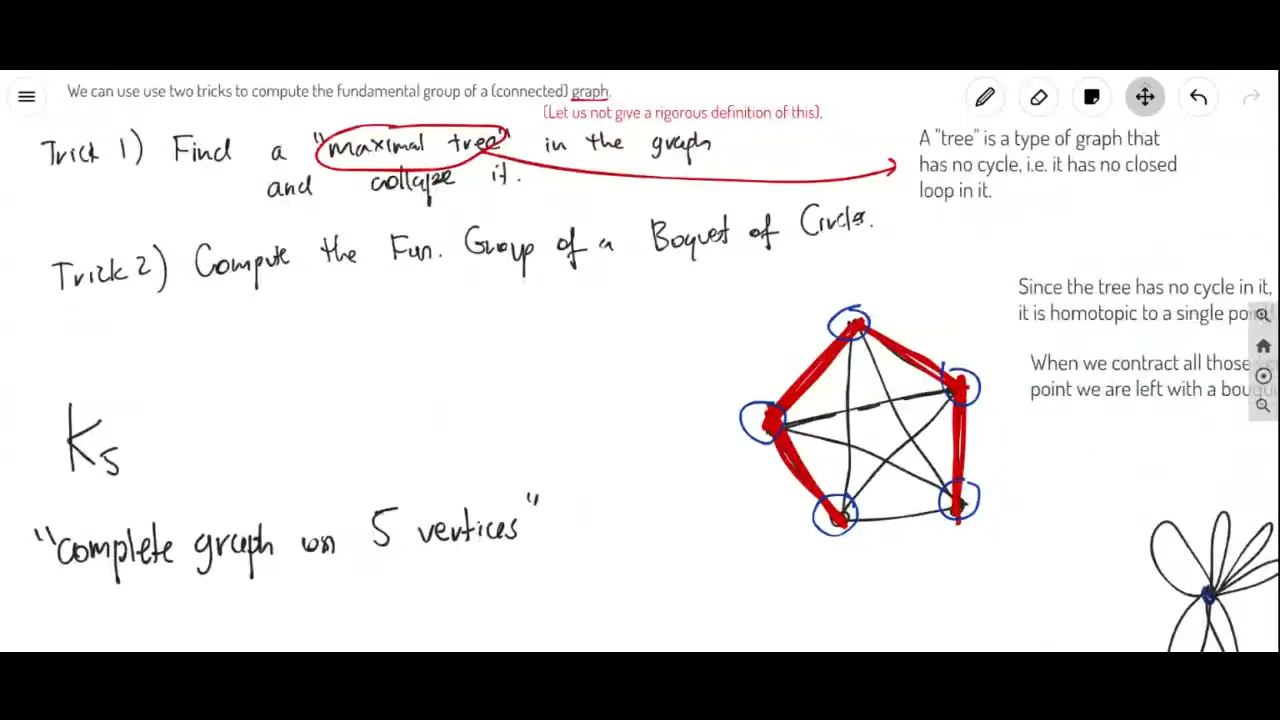 We can use use two tricks to compute the fundamental group of a (connected) graph.
(Let us not give a rigorous definition of this).
Trick 1) Find a "maximal tree" in the graph
and collapse it.
A "tree" is a type of graph that
has no cycle, i.e. it has no closed
loop in it.
Trick 2) Compute the Fun. Group of a Boquet of Circles.
Since the tree has no cycle in it,
it is homotopic to a single
When we contract all those
point we are left with a
K5
"complete graph on 5 vertices"